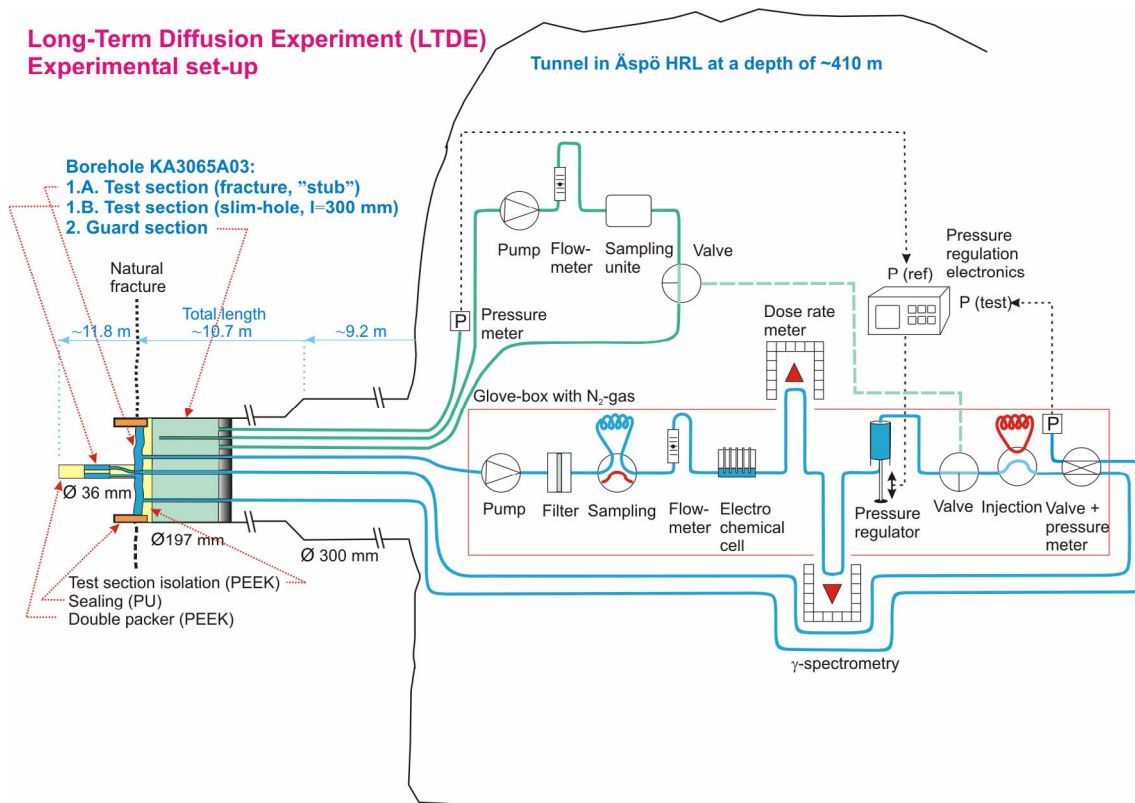 Long-Term Diffusion Experiment (LTDE)
Experimental set-up
Tunnel in Äspö HRL at a depth of ~410 m
Borehole KA3065A03:
1.A. Test section (fracture, ”stub”)
1.B. Test section (slim-hole, l=300 mm)
2. Guard section
Natural
fracture
Total length
~11.8 m
~10.7 m
~9.2 m
P
Pressure
meter
Pump
Flow-
meter
Sampling
unite
Valve
Pressure
regulation
electronics
P (ref)
P (test)
Dose rate
meter
Glove-box with N₂-gas
P
Pump
Filter
Sampling
Flow-
meter
Electro
chemical
cell
Pressure
regulator
Valve
Injection
Valve +
pressure
meter
Ø 36 mm
Ø197 mm
Ø 300 mm
Test section isolation (PEEK)
Sealing (PU)
Double packer (PEEK)
γ-spectrometry